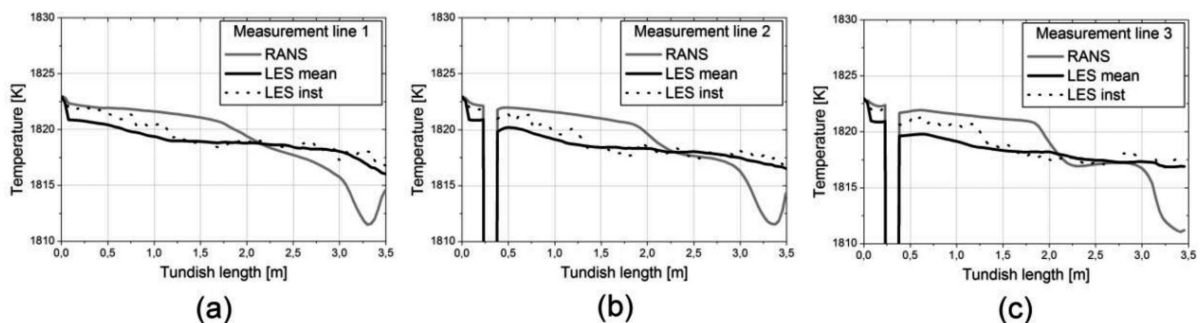 Measurement line 1
RANS
LES mean
LES inst
Temperature [K]
1830
1825
1820
1815
1810
0,0 0,5 1,0 1,5 2,0 2,5 3,0 3,5
Tundish length [m]
(a)
Measurement line 2
RANS
LES mean
LES inst
Temperature [K]
1830
1825
1820
1815
1810
0,0 0,5 1,0 1,5 2,0 2,5 3,0 3,5
Tundish length [m]
(b)
Measurement line 3
RANS
LES mean
LES inst
Temperature [K]
1830
1825
1820
1815
1810
0,0 0,5 1,0 1,5 2,0 2,5 3,0 3,5
Tundish length [m]
(c)